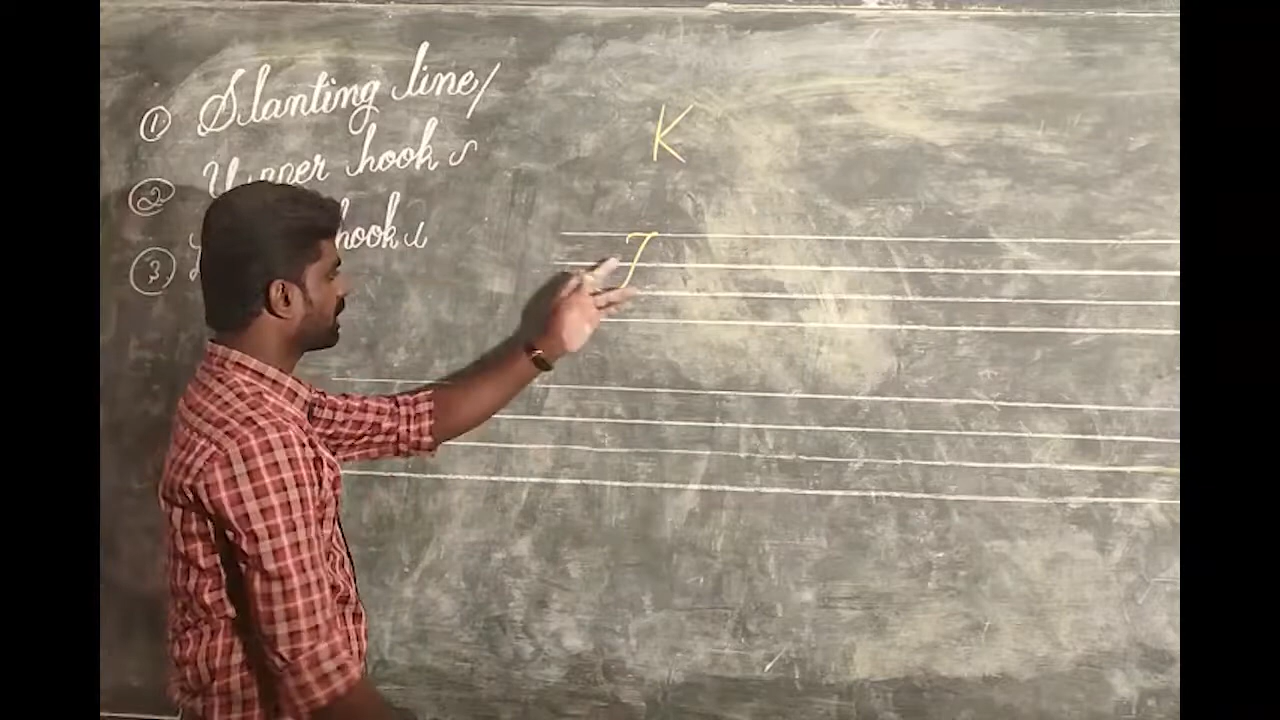 ① Slanting line /
② Upper hook
③ hook
K